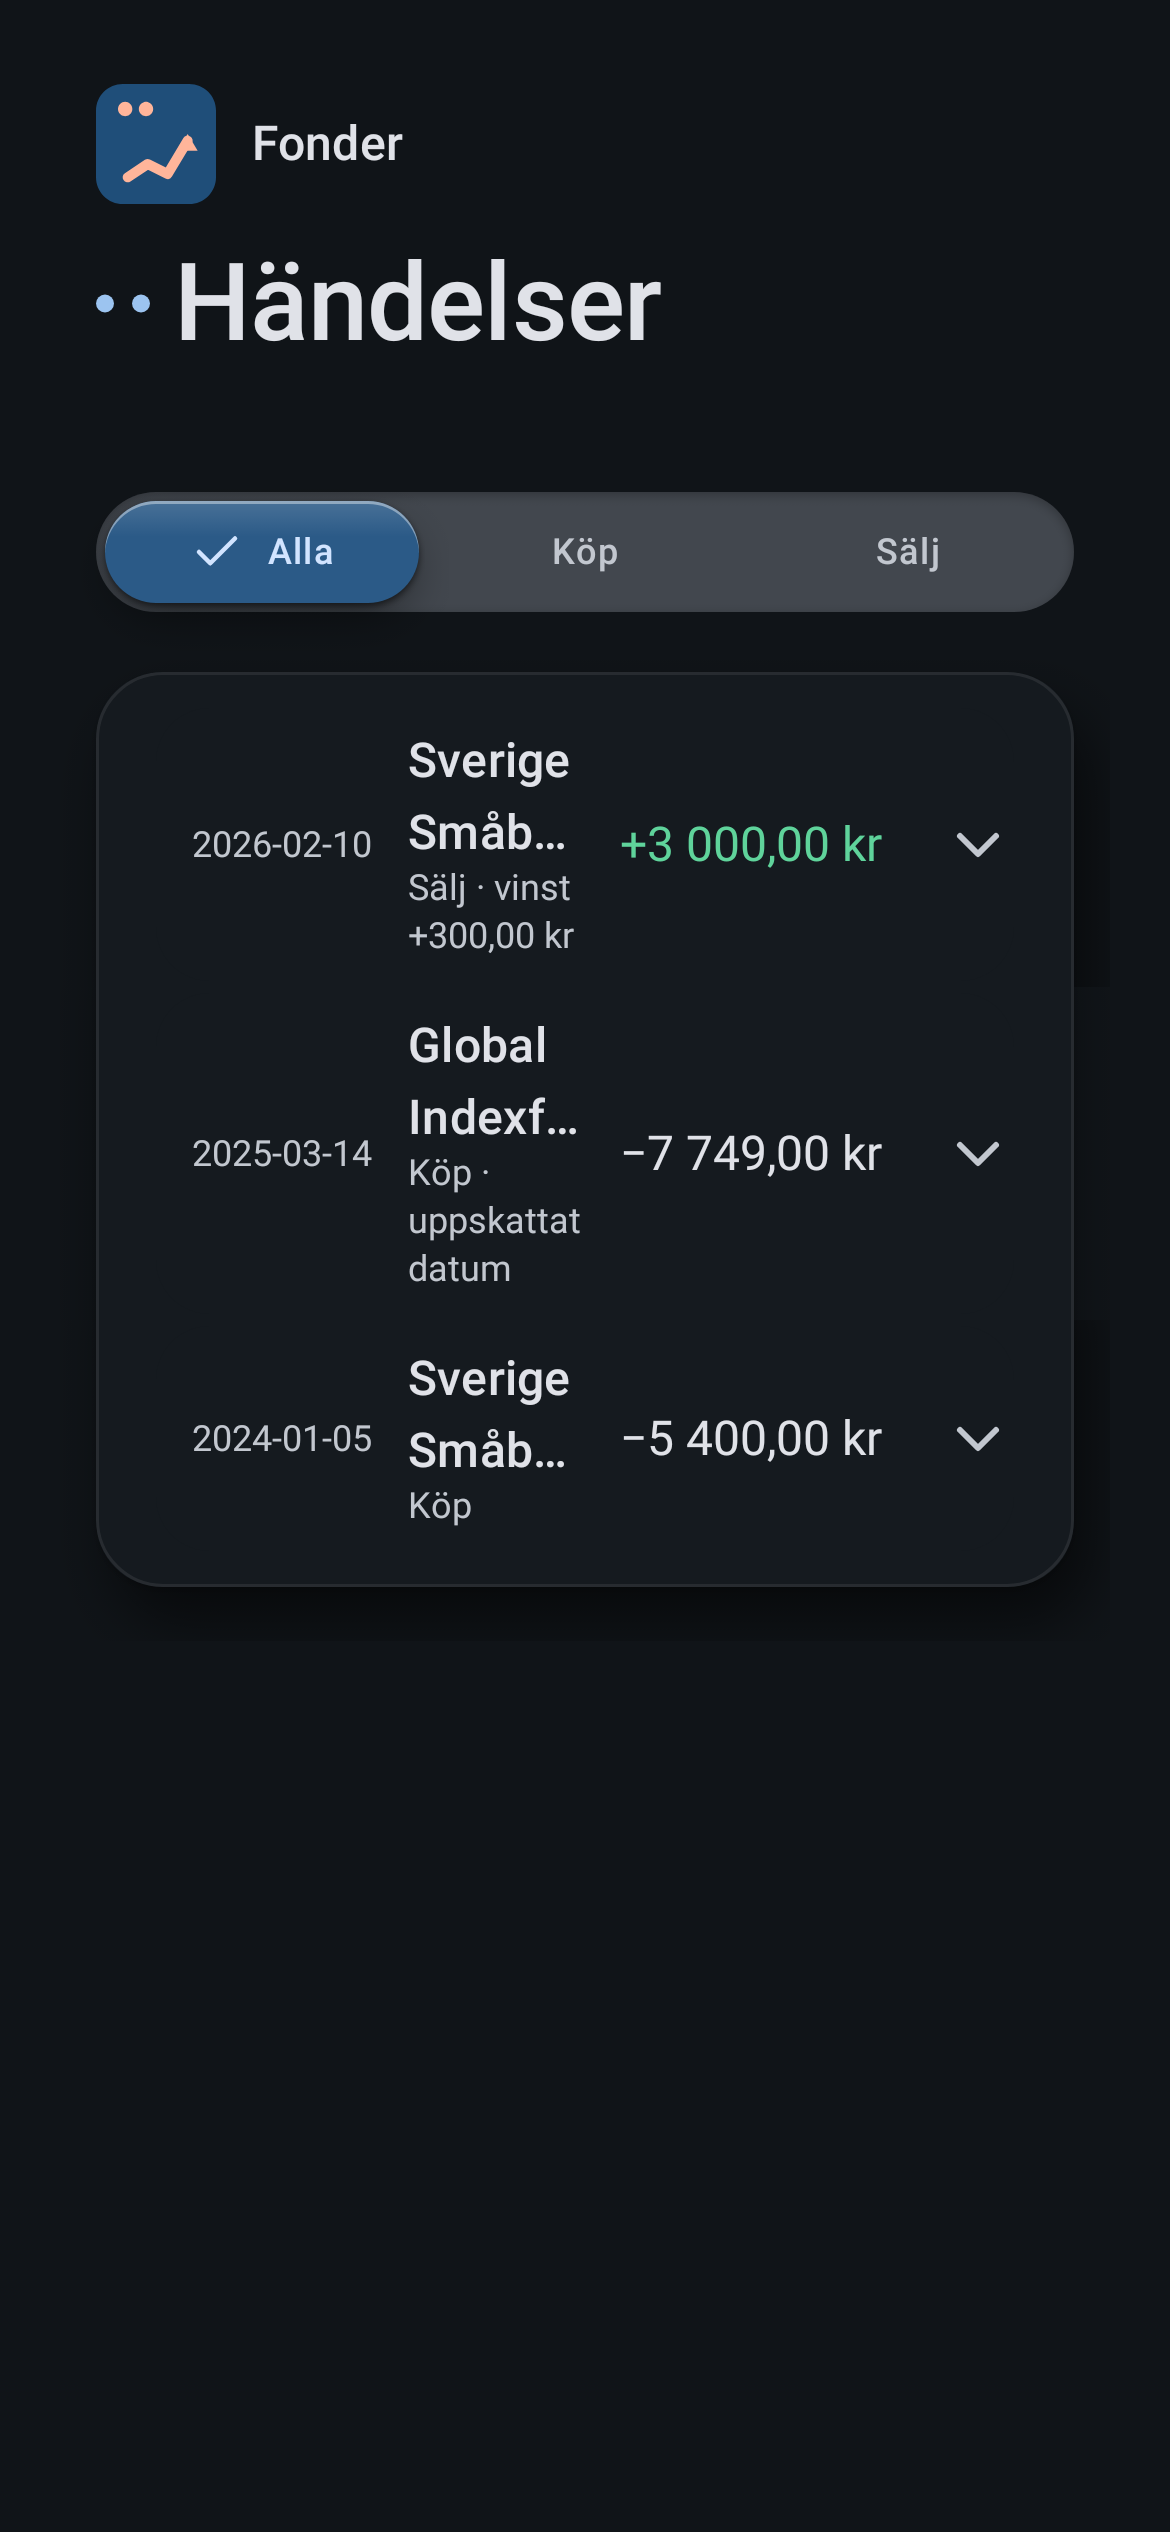 Fonder
Händelser
Alla
Köp
Sälj
2026-02-10
Sverige
Småb…
Sälj · vinst
+300,00 kr
+3 000,00 kr
2025-03-14
Global
Indexf…
Köp ·
uppskattat
datum
−7 749,00 kr
2024-01-05
Sverige
Småb…
Köp
−5 400,00 kr